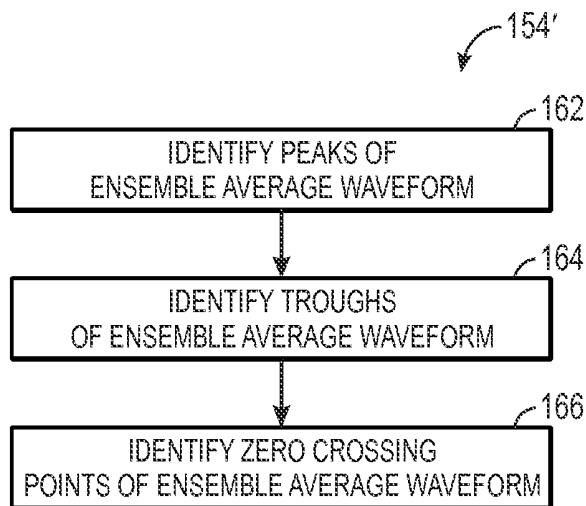 154'
162
IDENTIFY PEAKS OF
ENSEMBLE AVERAGE WAVEFORM
164
IDENTIFY TROUGHS
OF ENSEMBLE AVERAGE WAVEFORM
166
IDENTIFY ZERO CROSSING
POINTS OF ENSEMBLE AVERAGE WAVEFORM